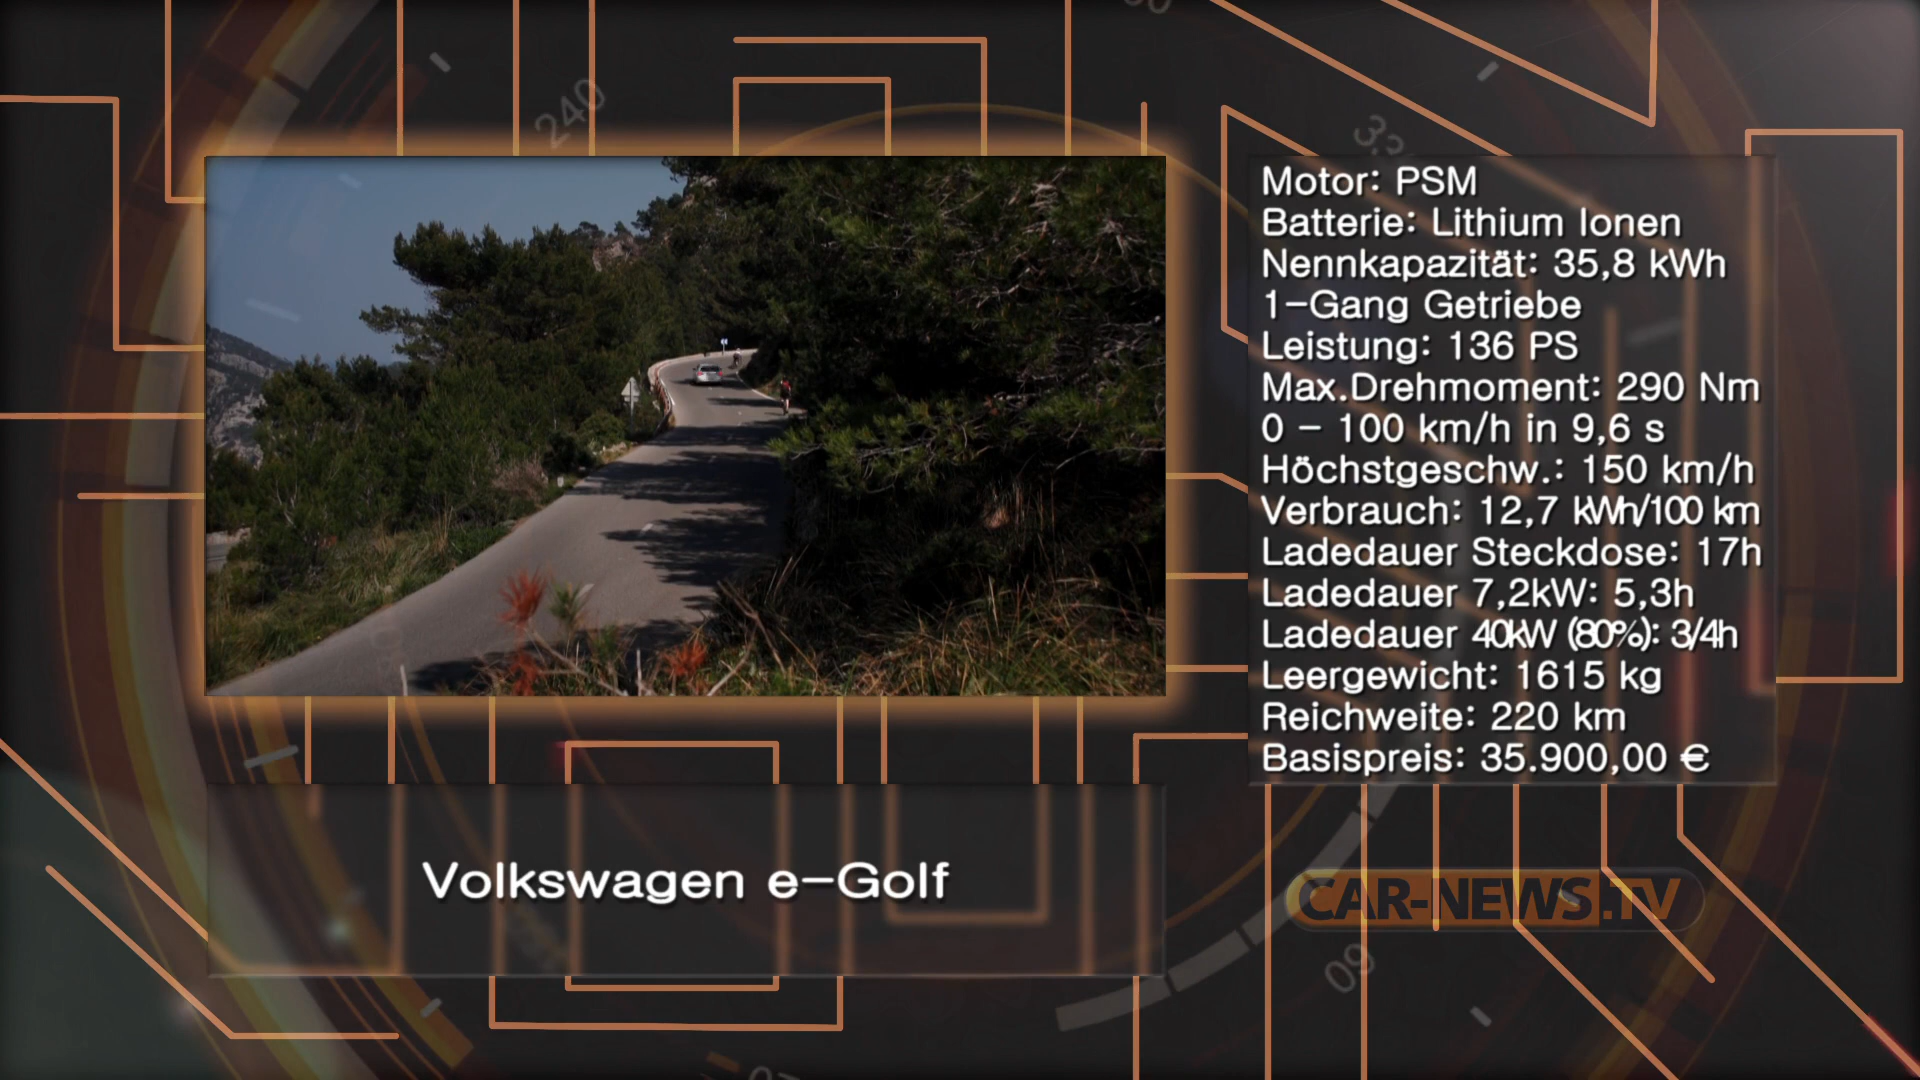 240
Motor: PSM
Batterie: Lithium Ionen
Nennkapazität: 35,8 kWh
1-Gang Getriebe
Leistung: 136 PS
Max.Drehmoment: 290 Nm
0 - 100 km/h in 9,6 s
Höchstgeschw.: 150 km/h
Verbrauch: 12,7 kWh/100 km
Ladedauer Steckdose: 17h
Ladedauer 7,2kW: 5,3h
Ladedauer 40kW (80%): 3/4h
Leergewicht: 1615 kg
Reichweite: 220 km
Basispreis: 35.900,00 €
Volkswagen e-Golf
CAR-NEWS.TV
60